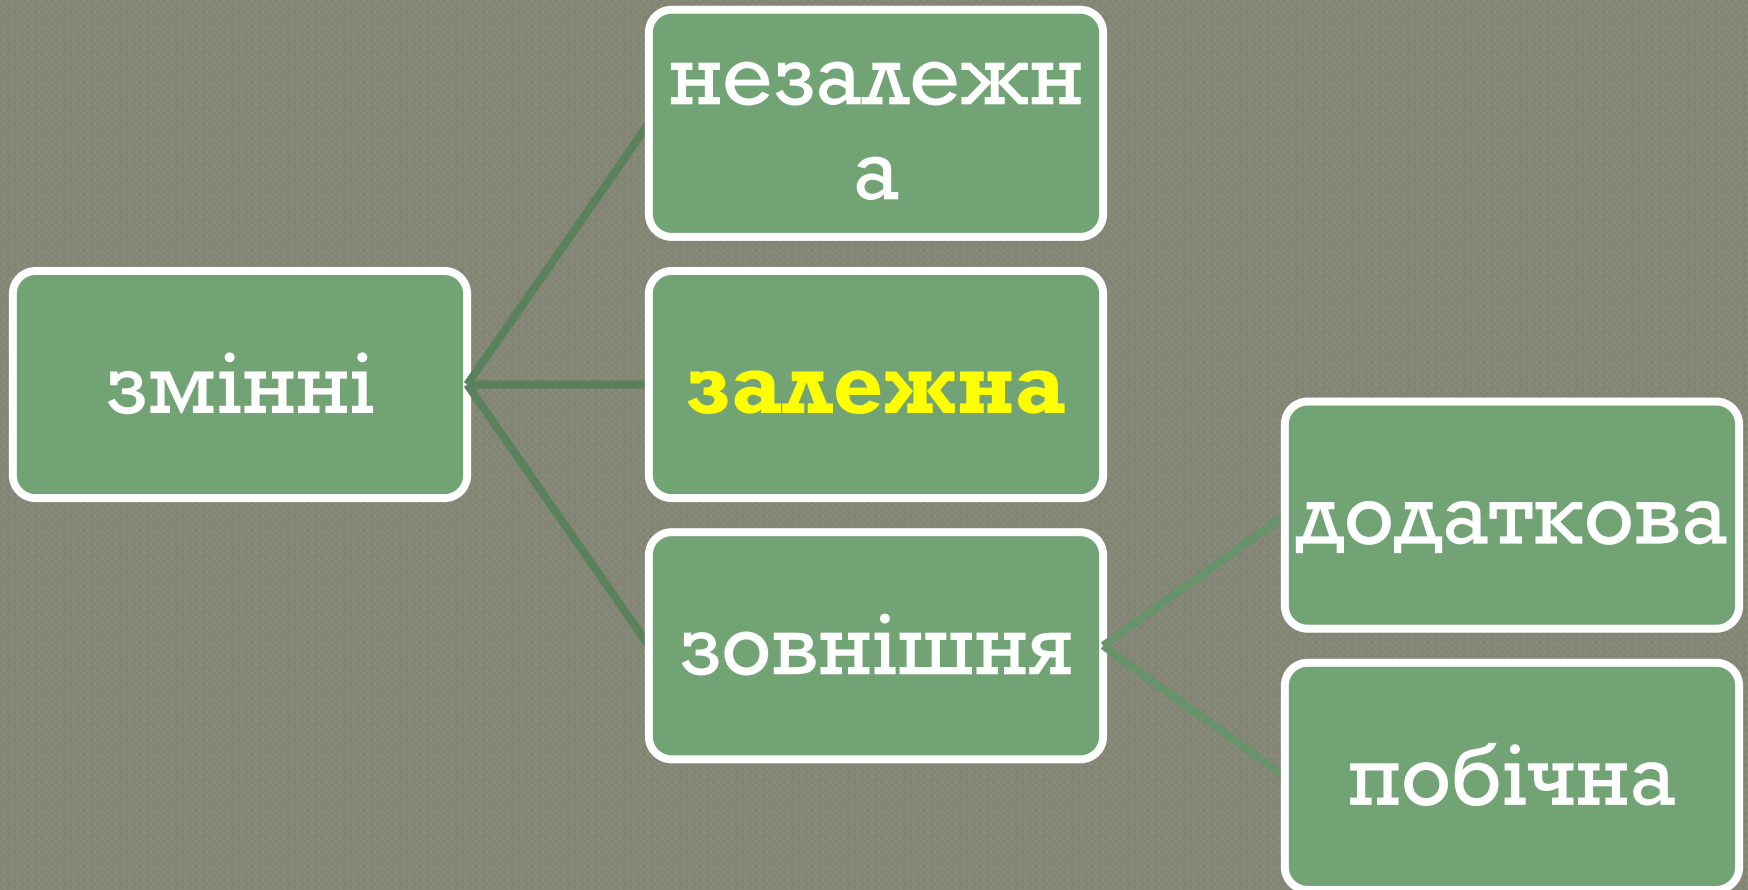 незалежн
а
змінні
залежна
зовнішня
додаткова
побічна